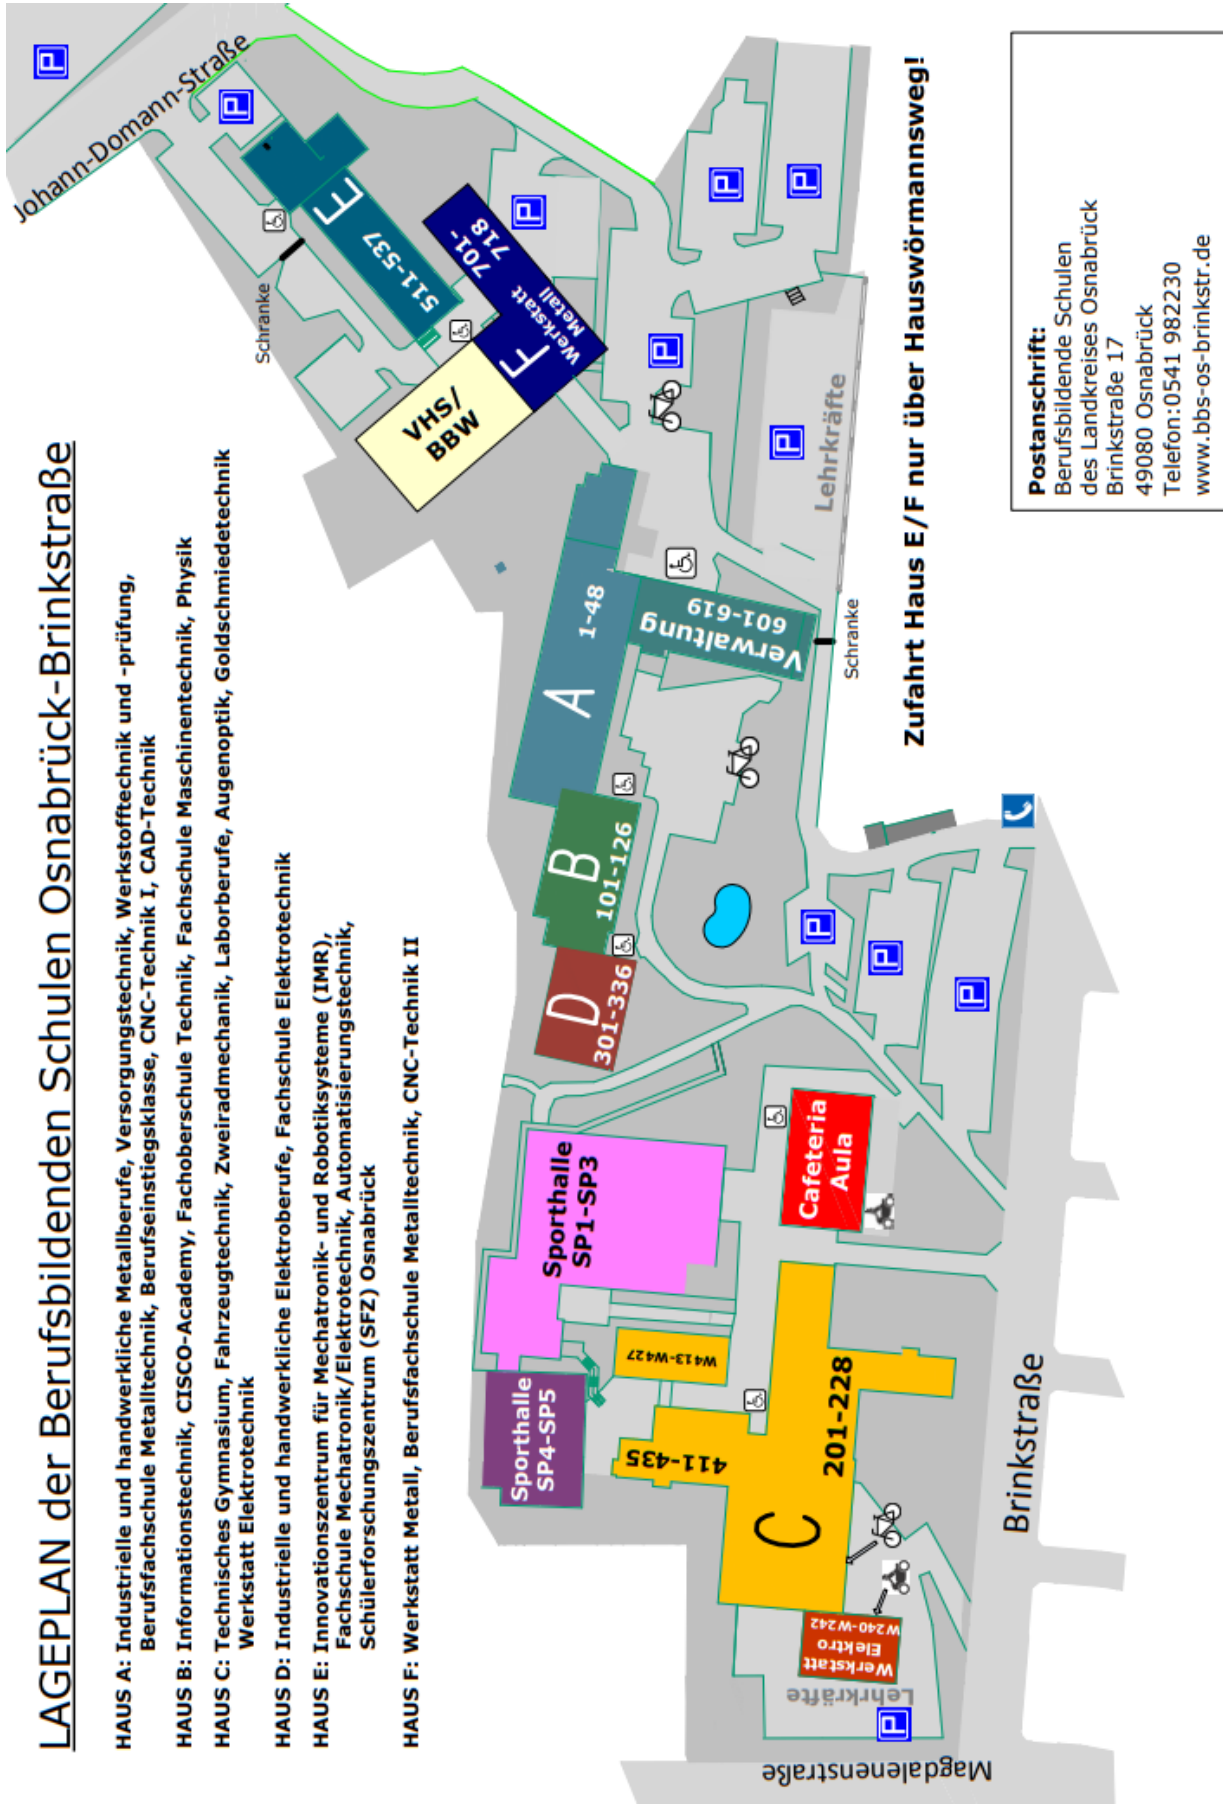 LAGEPLAN der Berufsbildenden Schulen Osnabrück-Brinkstraße
HAUS A: Industrielle und handwerkliche Metallberufe, Versorgungstechnik, Werkstofftechnik und -prüfung,
Berufsfachschule Metalltechnik, Berufseinstiegsklasse, CNC-Technik I, CAD-Technik
HAUS B: Informationstechnik, CISCO-Academy, Fachoberschule Technik, Fachschule Maschinentechnik, Physik
HAUS C: Technisches Gymnasium, Fahrzeugtechnik, Zweiradmechanik, Laborberufe, Augenoptik, Goldschmiedetechnik
Werkstatt Elektrotechnik
HAUS D: Industrielle und handwerkliche Elektroberufe, Fachschule Elektrotechnik
HAUS E: Innovationszentrum für Mechatronik- und Robotiksysteme (IMR),
Fachschule Mechatronik/Elektrotechnik, Automatisierungstechnik,
Schülerforschungszentrum (SFZ) Osnabrück
HAUS F: Werkstatt Metall, Berufsfachschule Metalltechnik, CNC-Technik II
Johann-Domann-Straße
P
P
Schranke
E
511-537
701-
718
Werkstatt
Metall
F
VHS/
BBW
P
P
P
P
P
Lehrkräfte
A
1-48
Verwaltung
601-619
Schranke
B
101-126
D
301-336
P
P
P
Sporthalle
SP1-SP3
Sporthalle
SP4-SP5
Cafeteria
Aula
W413-W427
411-435
201-228
C
Werkstatt
Elektro
W240-W242
Lehrkräfte
P
Magdalenenstraße
Brinkstraße
Zufahrt Haus E/F nur über Hauswörmannsweg!
Postanschrift:
Berufsbildende Schulen
des Landkreises Osnabrück
Brinkstraße 17
49080 Osnabrück
Telefon:0541 982230
www.bbs-os-brinkstr.de